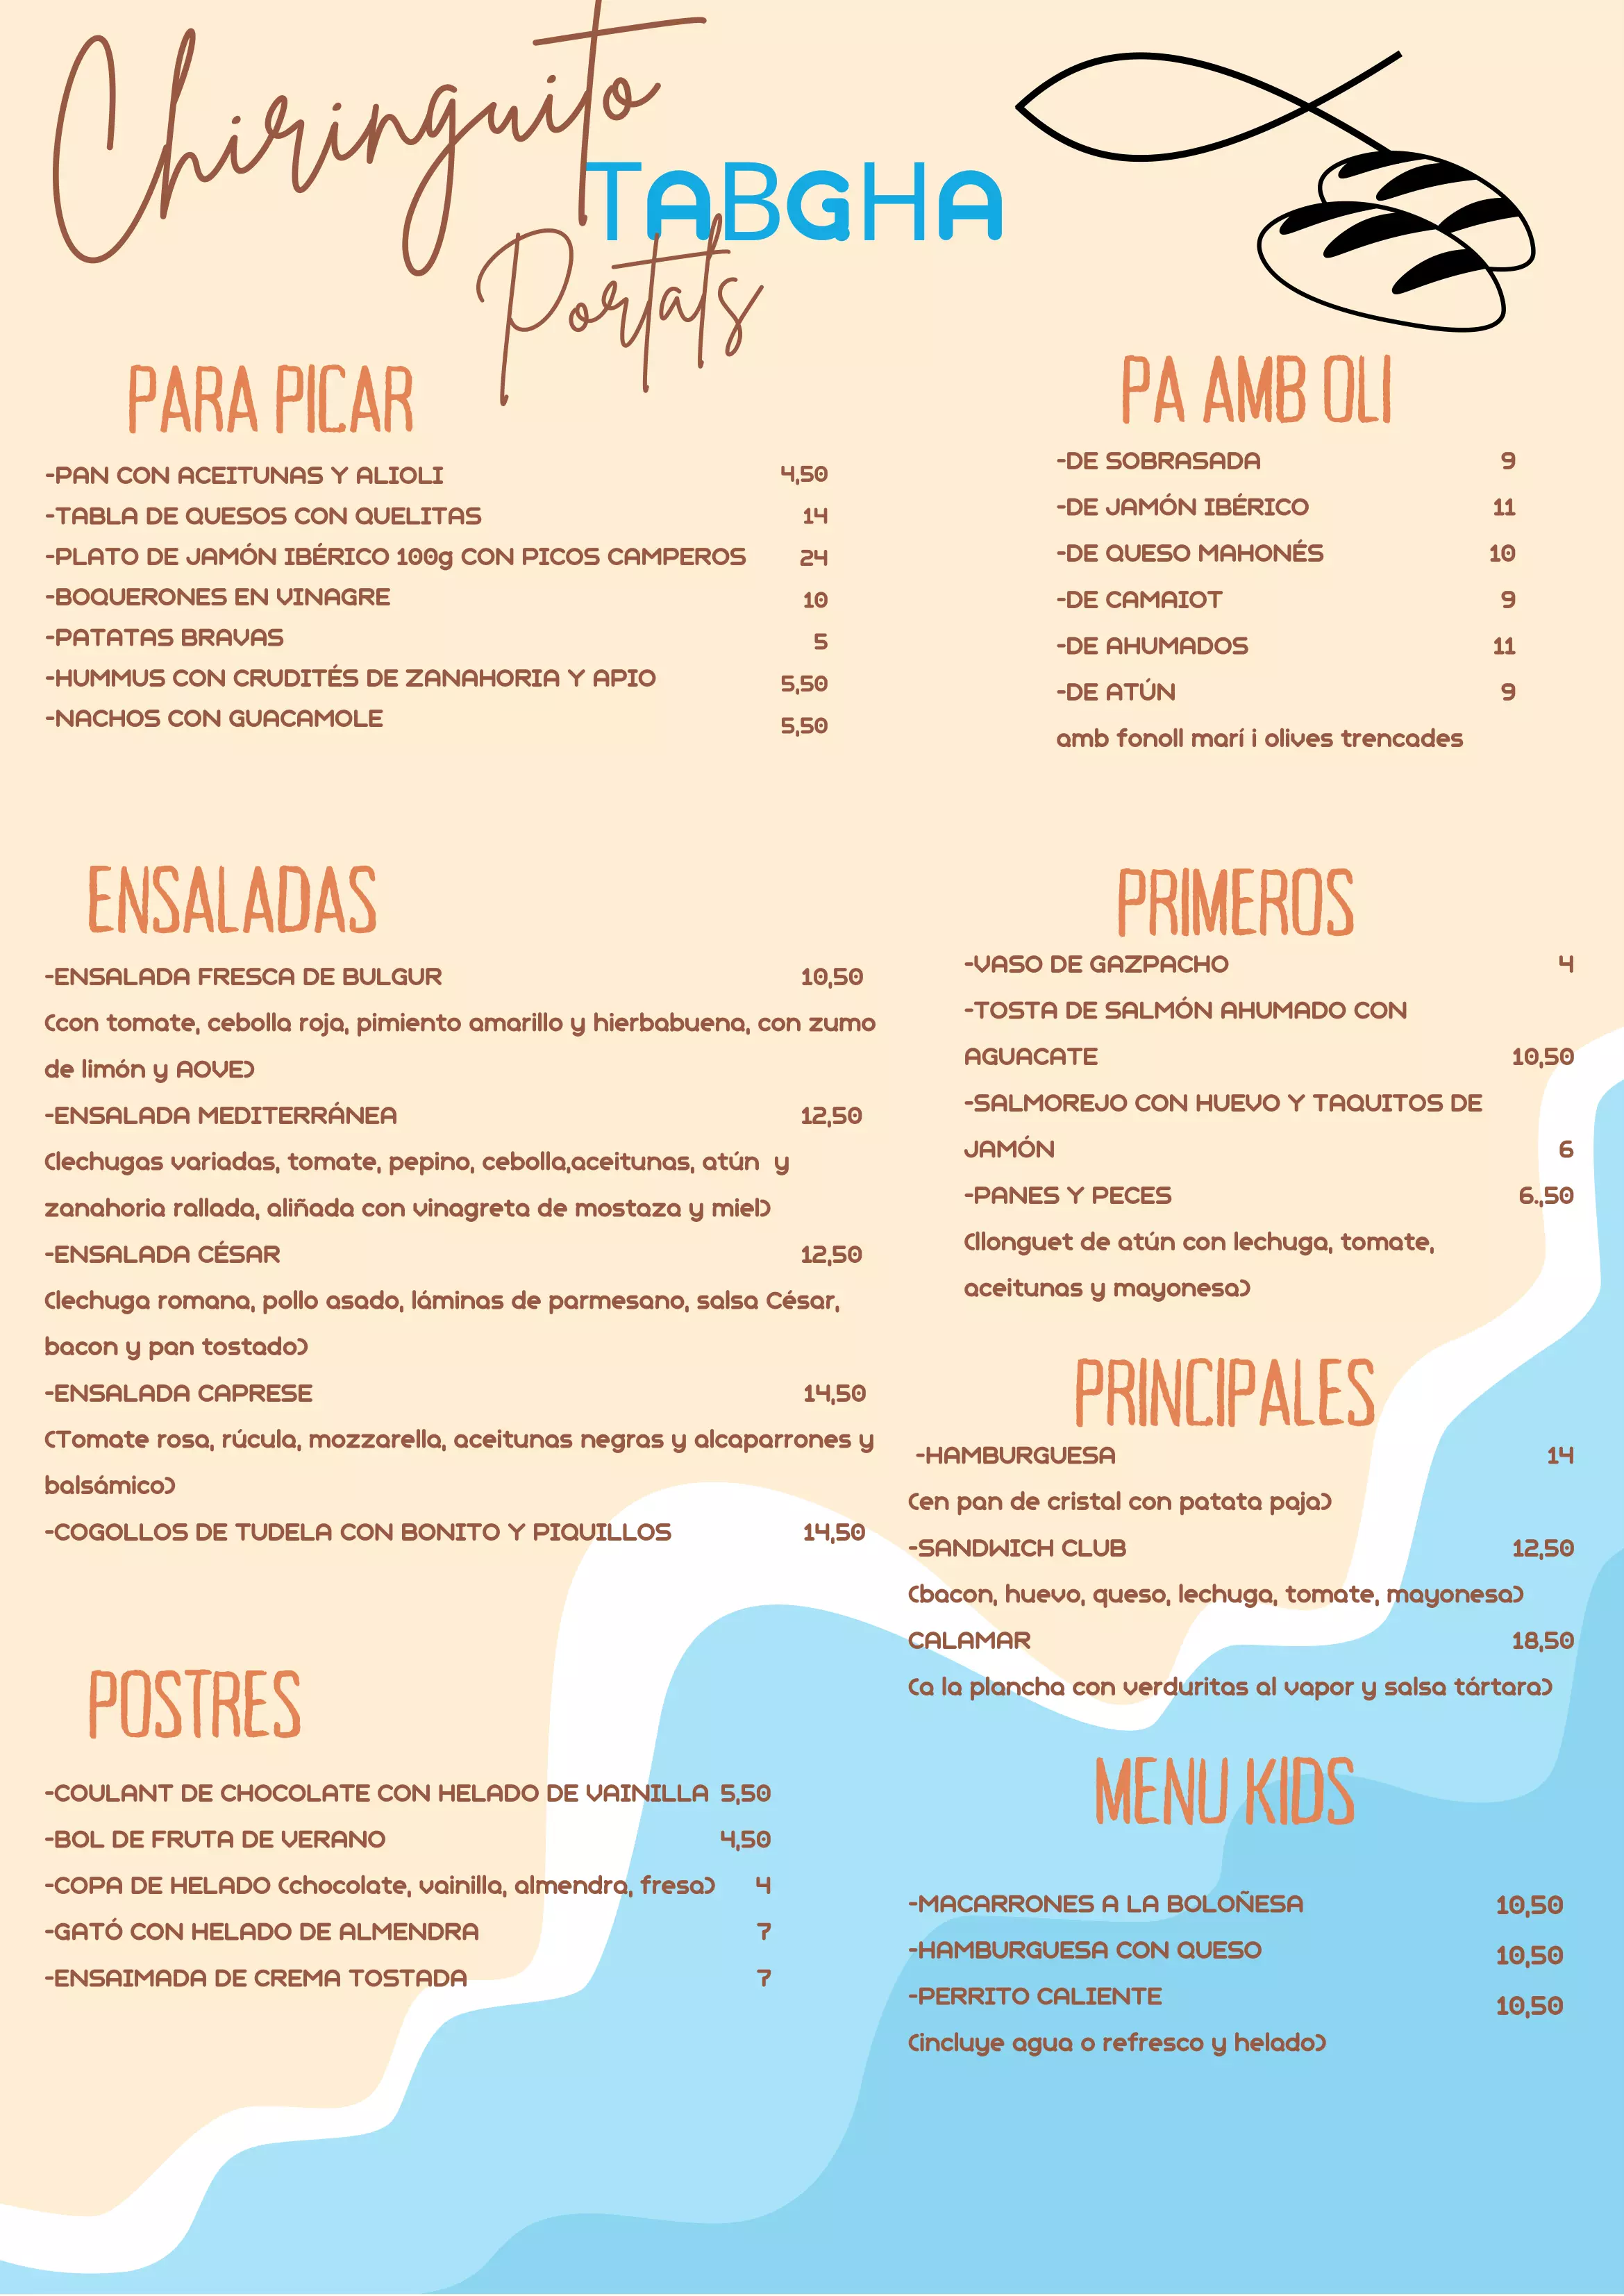 Chiringuito
TABGHA
Portals
PARA PICAR
-PAN CON ACEITUNAS Y ALIOLI 4,50
-TABLA DE QUESOS CON QUELITAS 14
-PLATO DE JAMÓN IBÉRICO 100g CON PICOS CAMPEROS 24
-BOQUERONES EN VINAGRE 10
-PATATAS BRAVAS 5
-HUMMUS CON CRUDITÉS DE ZANAHORIA Y APIO 5,50
-NACHOS CON GUACAMOLE 5,50
PA AMB OLI
-DE SOBRASADA 9
-DE JAMÓN IBÉRICO 11
-DE QUESO MAHONÉS 10
-DE CAMAIOT 9
-DE AHUMADOS 11
-DE ATÚN 9
amb fonoll marí i olives trencades
ENSALADAS
-ENSALADA FRESCA DE BULGUR 10,50
(con tomate, cebolla roja, pimiento amarillo y hierbabuena, con zumo
de limón y AOVE)
-ENSALADA MEDITERRÁNEA 12,50
(lechugas variadas, tomate, pepino, cebolla,aceitunas, atún y
zanahoria rallada, aliñada con vinagreta de mostaza y miel)
-ENSALADA CÉSAR 12,50
(lechuga romana, pollo asado, láminas de parmesano, salsa César,
bacon y pan tostado)
-ENSALADA CAPRESE 14,50
(Tomate rosa, rúcula, mozzarella, aceitunas negras y alcaparrones y
balsámico)
-COGOLLOS DE TUDELA CON BONITO Y PIQUILLOS 14,50
PRIMEROS
-VASO DE GAZPACHO 4
-TOSTA DE SALMÓN AHUMADO CON
AGUACATE 10,50
-SALMOREJO CON HUEVO Y TAQUITOS DE
JAMÓN 6
-PANES Y PECES 6.,50
(llonguet de atún con lechuga, tomate,
aceitunas y mayonesa)
PRINCIPALES
-HAMBURGUESA 14
(en pan de cristal con patata paja)
-SANDWICH CLUB 12,50
(bacon, huevo, queso, lechuga, tomate, mayonesa)
CALAMAR 18,50
(a la plancha con verduritas al vapor y salsa tártara)
POSTRES
-COULANT DE CHOCOLATE CON HELADO DE VAINILLA 5,50
-BOL DE FRUTA DE VERANO 4,50
-COPA DE HELADO (chocolate, vainilla, almendra, fresa) 4
-GATÓ CON HELADO DE ALMENDRA 7
-ENSAIMADA DE CREMA TOSTADA 7
MENU KIDS
-MACARRONES A LA BOLOÑESA 10,50
-HAMBURGUESA CON QUESO 10,50
-PERRITO CALIENTE 10,50
(incluye agua o refresco y helado)